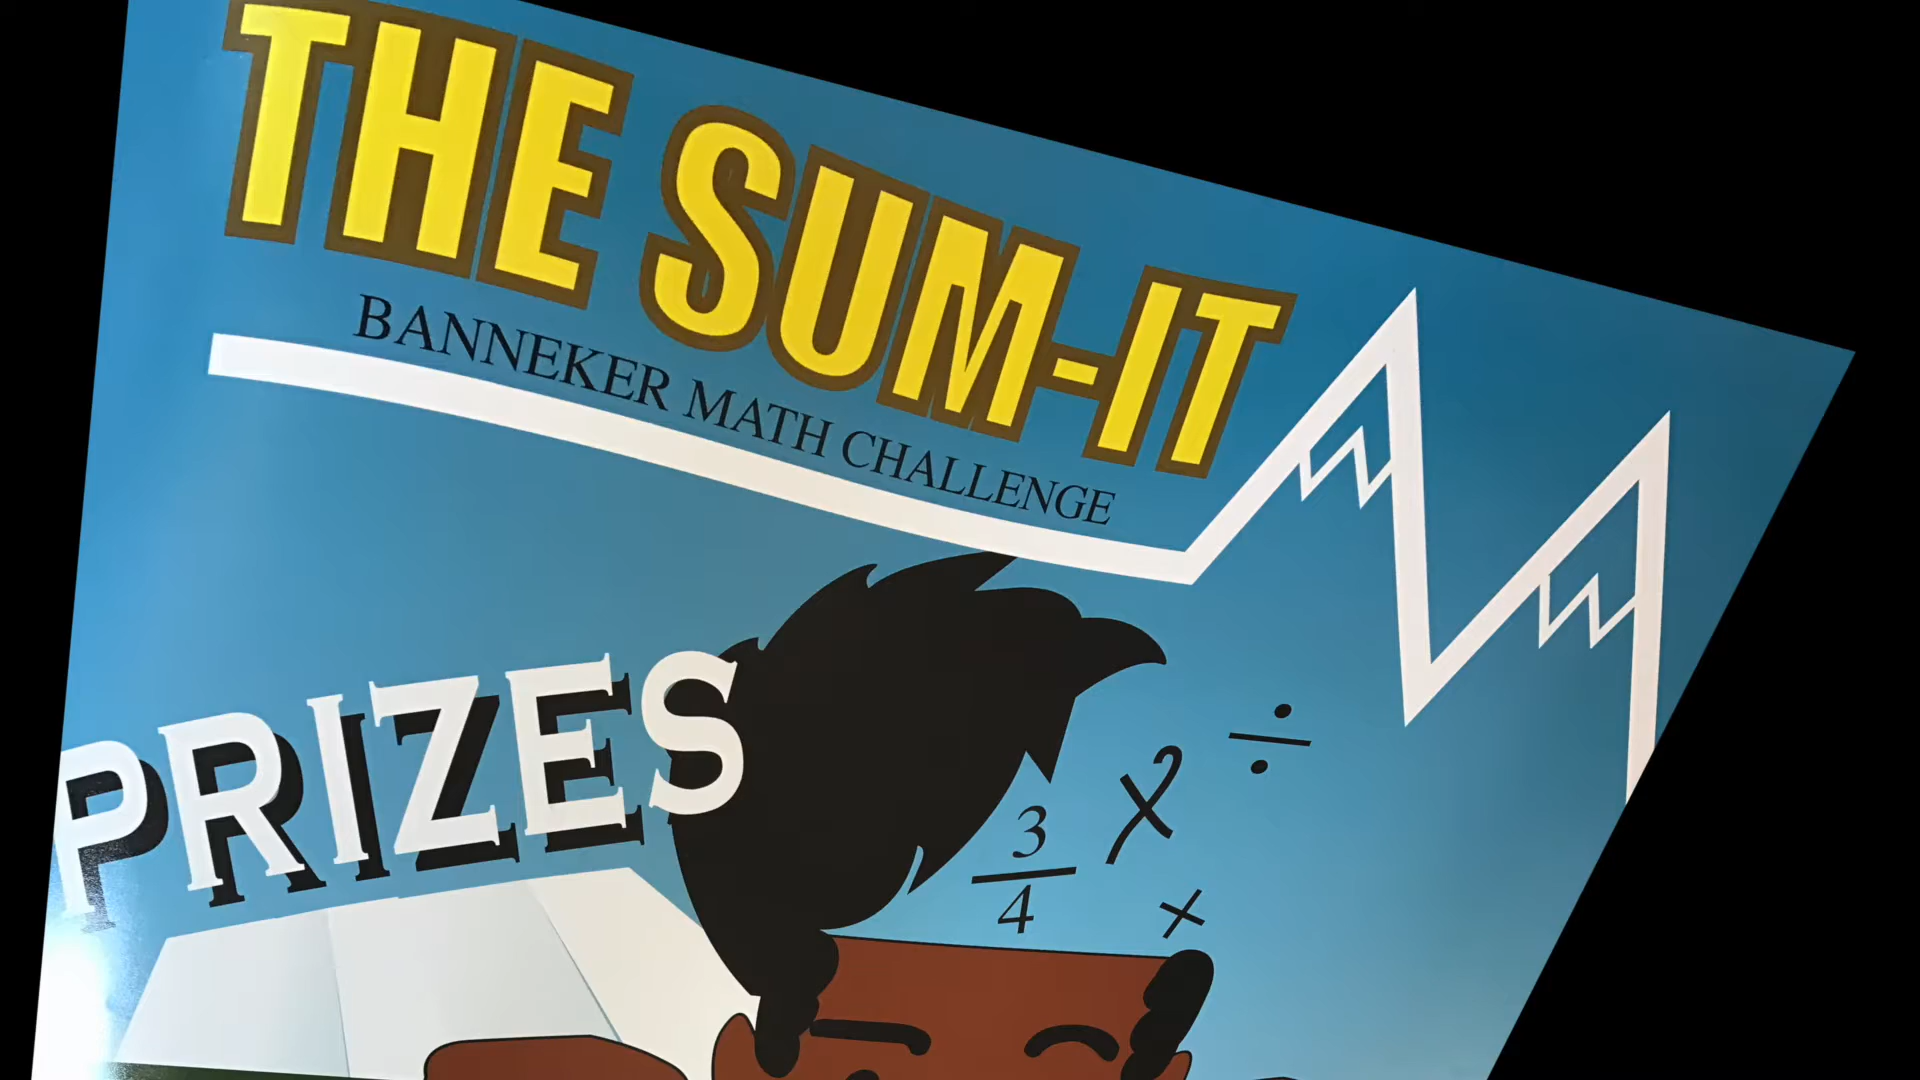 THE SUM-IT
BANNEKER MATH CHALLENGE
PRIZES
3/4 x ÷
+